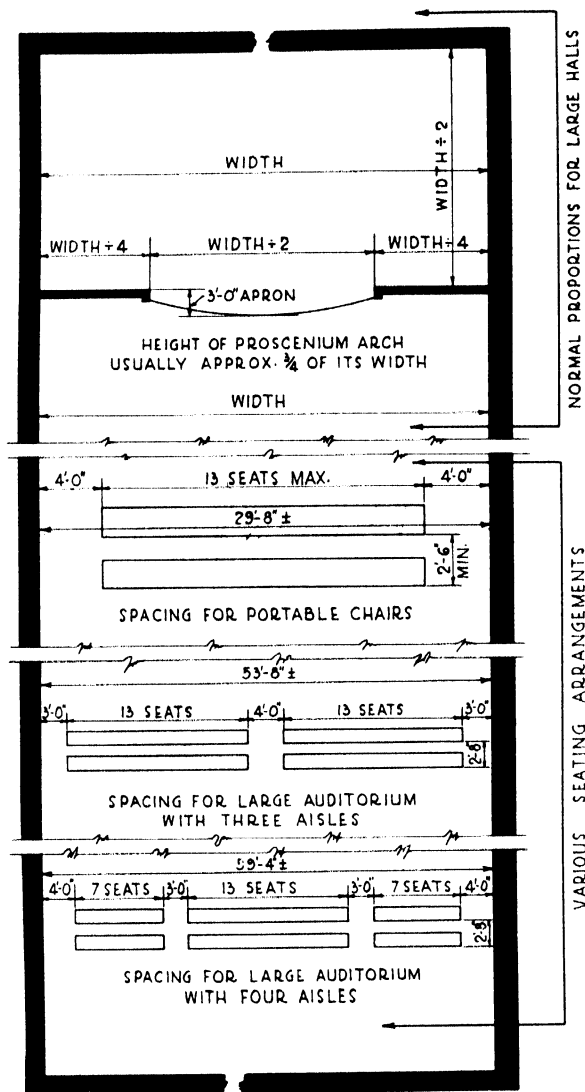 WIDTH
WIDTH÷2
WIDTH÷4
WIDTH÷2
WIDTH÷4
3'-0" APRON
HEIGHT OF PROSCENIUM ARCH
USUALLY APPROX. ¾ OF ITS WIDTH
WIDTH
NORMAL PROPORTIONS FOR LARGE HALLS
4'-0" 13 SEATS MAX. 4'-0"
29'-8" ±
2'-6" MIN.
SPACING FOR PORTABLE CHAIRS
53'-8" ±
3'-0" 13 SEATS 4'-0" 13 SEATS 3'-0"
2'-8"
SPACING FOR LARGE AUDITORIUM
WITH THREE AISLES
59'-4" ±
4'-0" 7 SEATS 3'-0" 13 SEATS 3'-0" 7 SEATS 4'-0"
2'-8"
SPACING FOR LARGE AUDITORIUM
WITH FOUR AISLES
VARIOUS SEATING ARRANGEMENTS